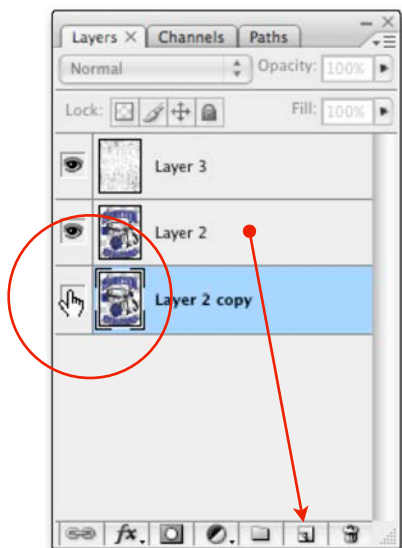 Layers × Channels Paths
Normal Opacity: 100%
Lock: Fill: 100%
Layer 3
Layer 2
Layer 2 copy
fx.